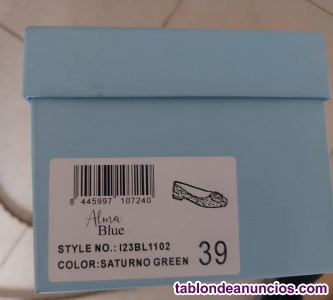 8 445997 107240
Alma
Blue
STYLE NO.: I23BL1102
COLOR:SATURNO GREEN
39
tablondeanuncios.com